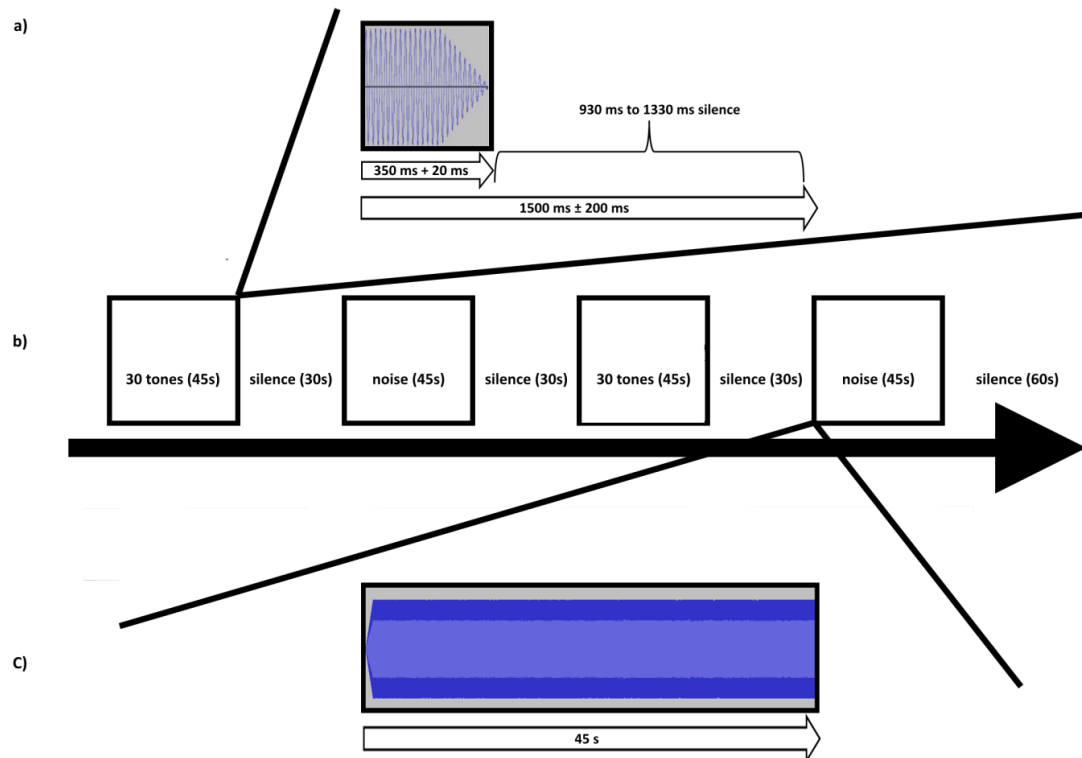 a)
930 ms to 1330 ms silence
350 ms + 20 ms
1500 ms ± 200 ms
b)
30 tones (45s) silence (30s) noise (45s) silence (30s) 30 tones (45s) silence (30s) noise (45s) silence (60s)
C)
45 s